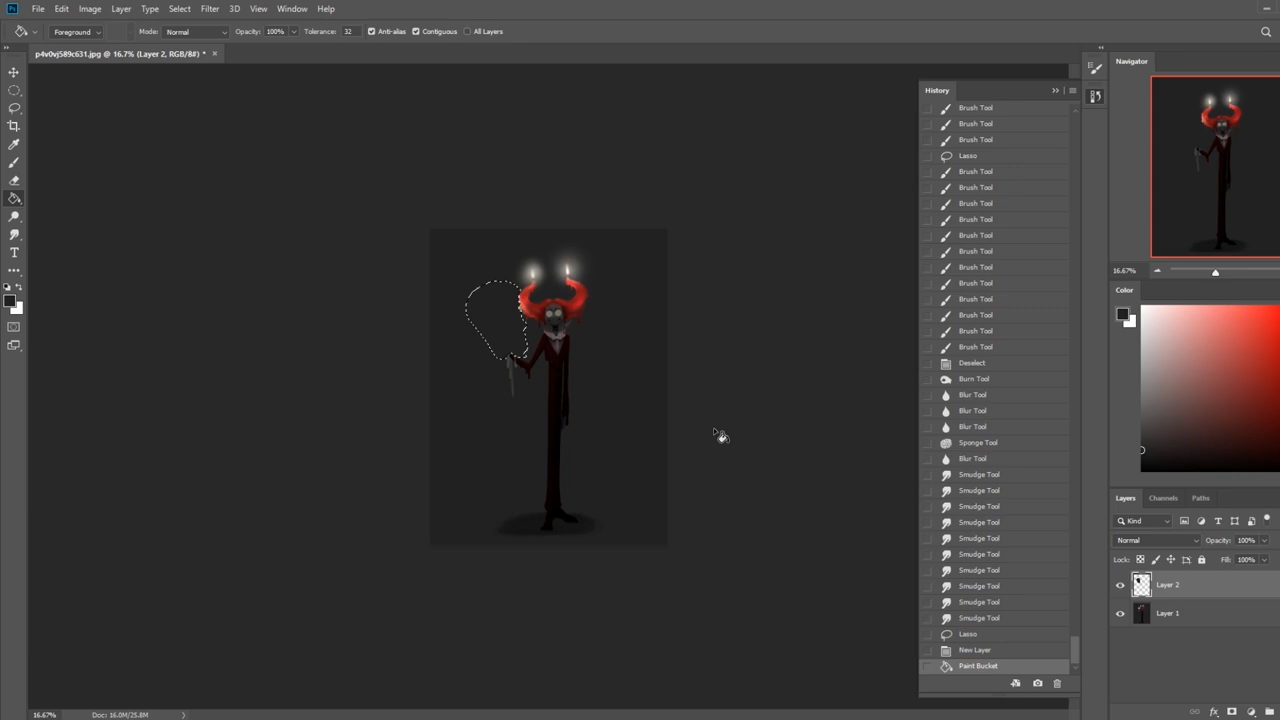 Ps File Edit Image Layer Type Select Filter 3D View Window Help
Foreground Mode: Normal Opacity: 100% Tolerance: 32 Anti-alias Contiguous All Layers
p4v0vj589c631.jpg @ 16.7% (Layer 2, RGB/8#) * ×
History
Brush Tool
Brush Tool
Brush Tool
Lasso
Brush Tool
Brush Tool
Brush Tool
Brush Tool
Brush Tool
Brush Tool
Brush Tool
Brush Tool
Brush Tool
Brush Tool
Brush Tool
Brush Tool
Deselect
Burn Tool
Blur Tool
Blur Tool
Blur Tool
Sponge Tool
Blur Tool
Smudge Tool
Smudge Tool
Smudge Tool
Smudge Tool
Smudge Tool
Smudge Tool
Smudge Tool
Smudge Tool
Smudge Tool
Smudge Tool
Lasso
New Layer
Paint Bucket
Navigator
16.67%
Color
Layers Channels Paths
Kind
Normal Opacity: 100%
Lock: Fill: 100%
Layer 2
Layer 1
16.67% Doc: 16.0M/25.8M